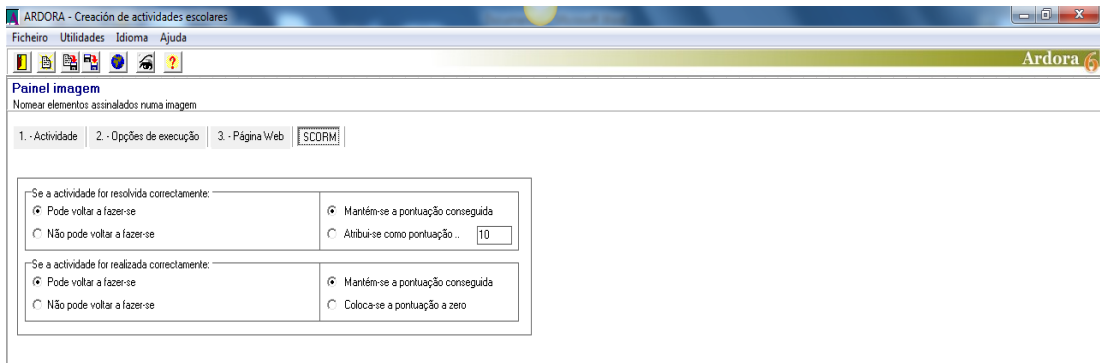 ARDORA - Creación de actividades escolares
Ficheiro Utilidades Idioma Ajuda
Ardora 6
Painel imagem
Nomear elementos assinalados numa imagem
1. - Actividade 2. - Opções de execução 3. - Página Web SCORM
Se a actividade for resolvida correctamente:
Pode voltar a fazer-se Mantém-se a pontuação conseguida
Não pode voltar a fazer-se Atribui-se como pontuação .. 10
Se a actividade for realizada correctamente:
Pode voltar a fazer-se Mantém-se a pontuação conseguida
Não pode voltar a fazer-se Coloca-se a pontuação a zero